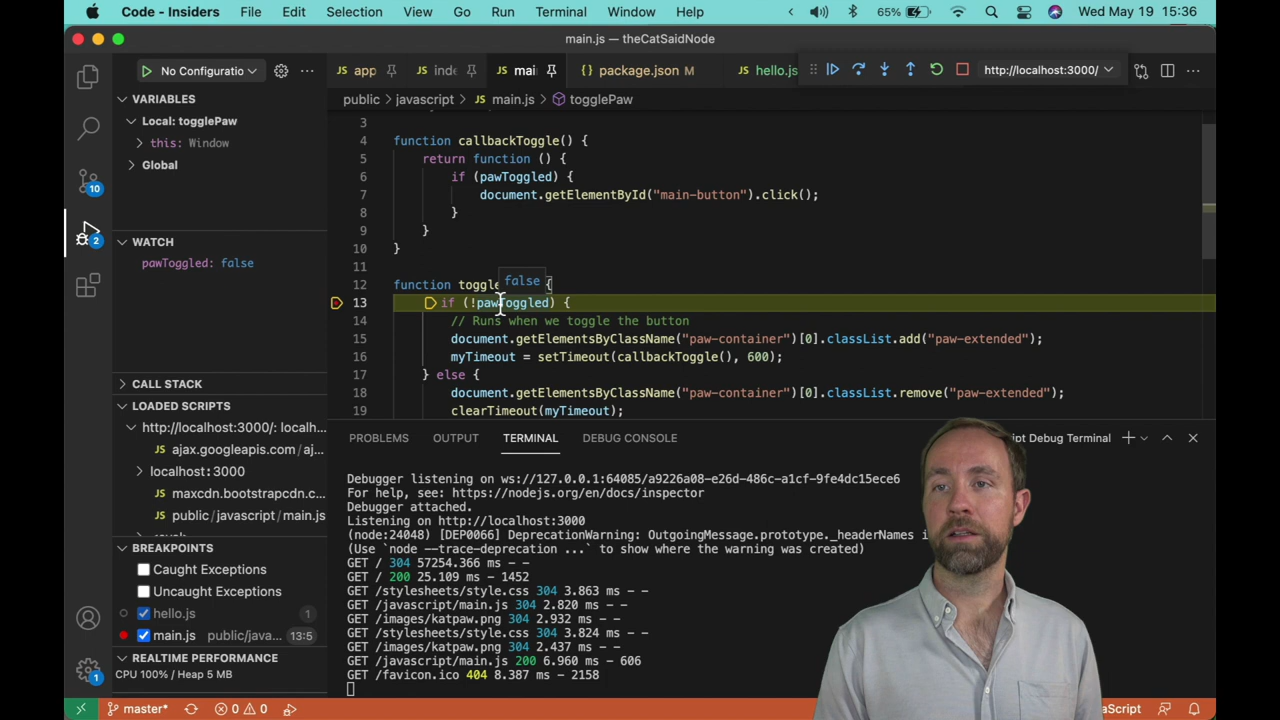 Code - Insiders File Edit Selection View Go Run Terminal Window Help 65% Wed May 19 15:36
main.js — theCatSaidNode
No Configuratio
JS app JS inde JS main package.json M JS hello.js http://localhost:3000/
VARIABLES
Local: togglePaw
this: Window
Global
public > javascript > JS main.js > togglePaw
3
4 function callbackToggle() {
5 return function () {
6 if (pawToggled) {
7 document.getElementById("main-button").click();
8 }
9 }
10 }
11
12 function toggle {
false
13 if (!pawToggled) {
14 // Runs when we toggle the button
15 document.getElementsByClassName("paw-container")[0].classList.add("paw-extended");
16 myTimeout = setTimeout(callbackToggle(), 600);
17 } else {
18 document.getElementsByClassName("paw-container")[0].classList.remove("paw-extended");
19 clearTimeout(myTimeout);
10
2
WATCH
pawToggled: false
CALL STACK
LOADED SCRIPTS
http://localhost:3000/: localh...
JS ajax.googleapis.com/aj...
localhost:3000
maxcdn.bootstrapcdn.c...
JS public/javascript/main.js
BREAKPOINTS
Caught Exceptions
Uncaught Exceptions
hello.js 1
main.js public/java... 13:5
REALTIME PERFORMANCE
CPU 100% / Heap 5 MB
1
PROBLEMS OUTPUT TERMINAL DEBUG CONSOLE ipt Debug Terminal
Debugger listening on ws://127.0.0.1:64085/a9226a08-e26d-486c-a1cf-9fe4dc15ece6
For help, see: https://nodejs.org/en/docs/inspector
Debugger attached.
Listening on http://localhost:3000
(node:24048) [DEP0066] DeprecationWarning: OutgoingMessage.prototype._headerNames i
(Use `node --trace-deprecation ...` to show where the warning was created)
GET / 304 57254.366 ms - -
GET / 200 25.109 ms - 1452
GET /stylesheets/style.css 304 3.863 ms - -
GET /javascript/main.js 304 2.820 ms - -
GET /images/katpaw.png 304 2.932 ms - -
GET /stylesheets/style.css 304 3.824 ms - -
GET /images/katpaw.png 304 2.437 ms - -
GET /javascript/main.js 200 6.960 ms - 606
GET /favicon.ico 404 8.387 ms - 2158
master* 0 0 aScript